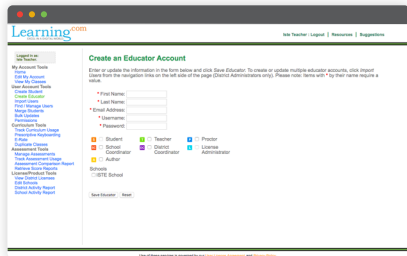 Learning.com
Iste Teacher : Logout | Resources | Suggestions
Logged in as:
Iste Teacher
My Account Tools
Home
Edit My Account
View My Classes
User Account Tools
Create Student
Create Educator
Import Users
Find / Manage Users
Merge Students
Bulk Updates
Permissions
Curriculum Tools
Track Curriculum Usage
Prescriptive Keyboarding
E-Rate
Duplicate Classes
Assessment Tools
Manage Assessments
Track Assessment Usage
Assessment Comparison Report
Retrieve Score Reports
License/Product Tools
View District Licenses
Edit Schools
District Activity Report
School Activity Report
Create an Educator Account
Enter or update the information in the form below and click Save Educator. To create or update multiple educator accounts, click Import
Users from the navigation links on the left side of the page (District Administrators only). Please note: items with * by their name require a
value.
* First Name:
* Last Name:
* Email Address:
* Username:
* Password:
Student Teacher Proctor
School Coordinator District Coordinator License Administrator
Author
Schools
ISTE School
Save Educator Reset